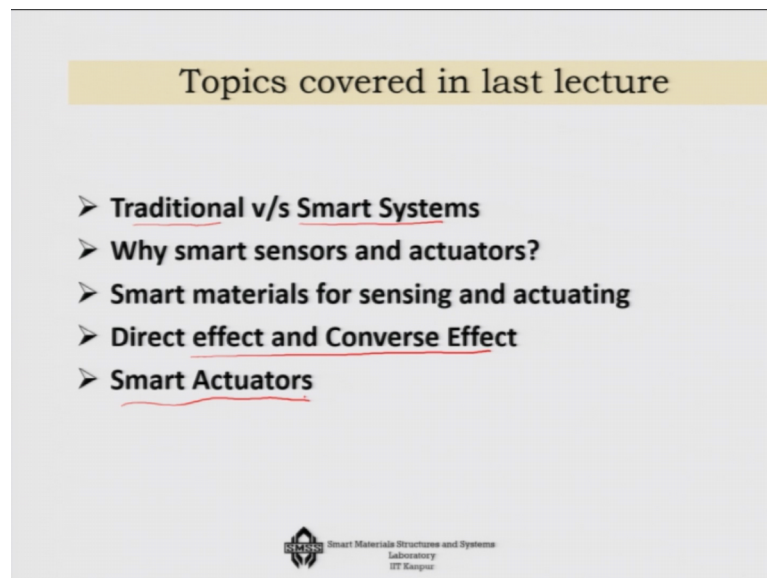 Topics covered in last lecture
➢ Traditional v/s Smart Systems
➢ Why smart sensors and actuators?
➢ Smart materials for sensing and actuating
➢ Direct effect and Converse Effect
➢ Smart Actuators
Smart Materials Structures and Systems
Laboratory
IIT Kanpur